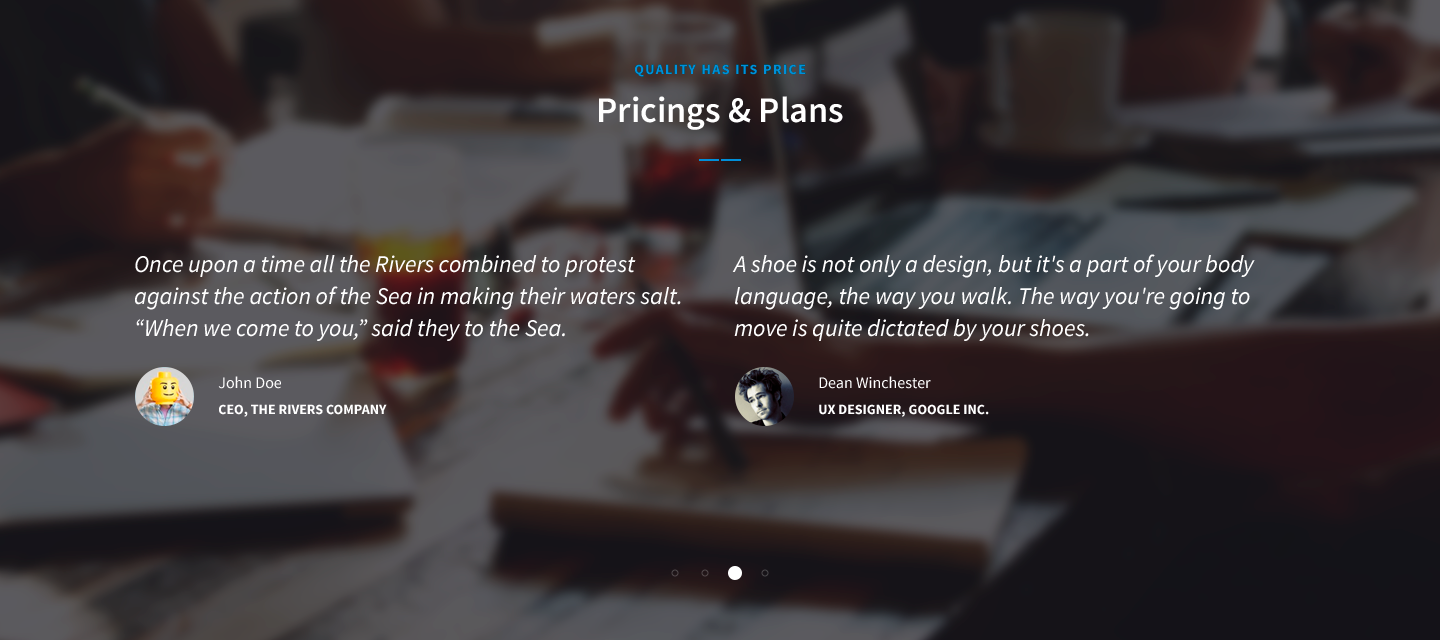 QUALITY HAS ITS PRICE
Pricings & Plans
Once upon a time all the Rivers combined to protest
against the action of the Sea in making their waters salt.
“When we come to you,” said they to the Sea.
John Doe
CEO, THE RIVERS COMPANY
A shoe is not only a design, but it's a part of your body
language, the way you walk. The way you're going to
move is quite dictated by your shoes.
Dean Winchester
UX DESIGNER, GOOGLE INC.